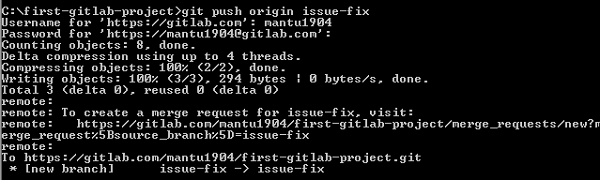 C:\first-gitlab-project>git push origin issue-fix
Username for 'https://gitlab.com': mantu1904
Password for 'https://mantu1904@gitlab.com':
Counting objects: 8, done.
Delta compression using up to 4 threads.
Compressing objects: 100% (2/2), done.
Writing objects: 100% (3/3), 294 bytes | 0 bytes/s, done.
Total 3 (delta 0), reused 0 (delta 0)
remote:
remote: To create a merge request for issue-fix, visit:
remote:   https://gitlab.com/mantu1904/first-gitlab-project/merge_requests/new?m
erge_request%5Bsource_branch%5D=issue-fix
remote:
To https://gitlab.com/mantu1904/first-gitlab-project.git
 * [new branch]      issue-fix -> issue-fix